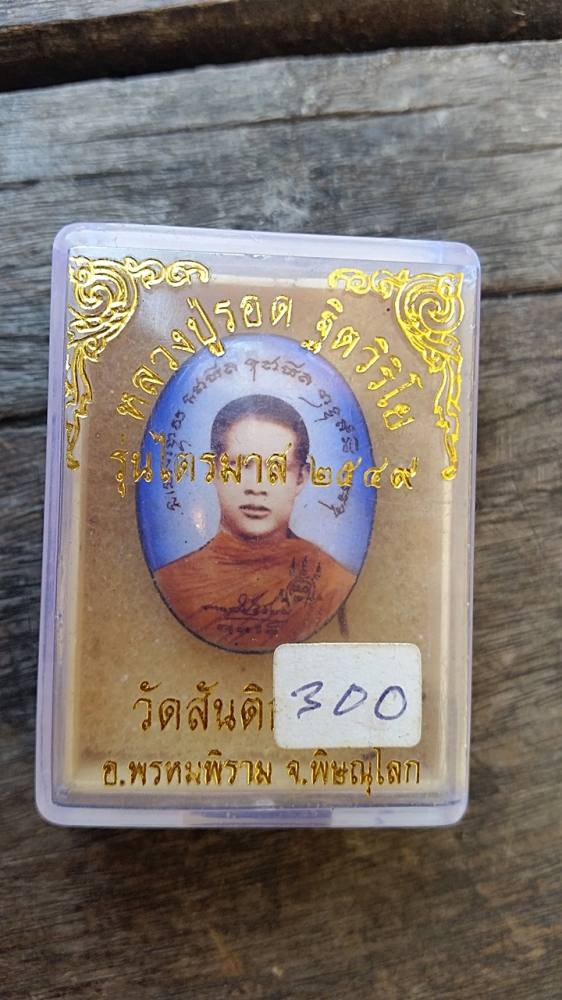 หลวงปู่รอด ฐิตวิริโย
รุ่นไตรมาส ๒๕๔๙
วัดสันติ
300
อ.พรหมพิราม จ.พิษณุโลก